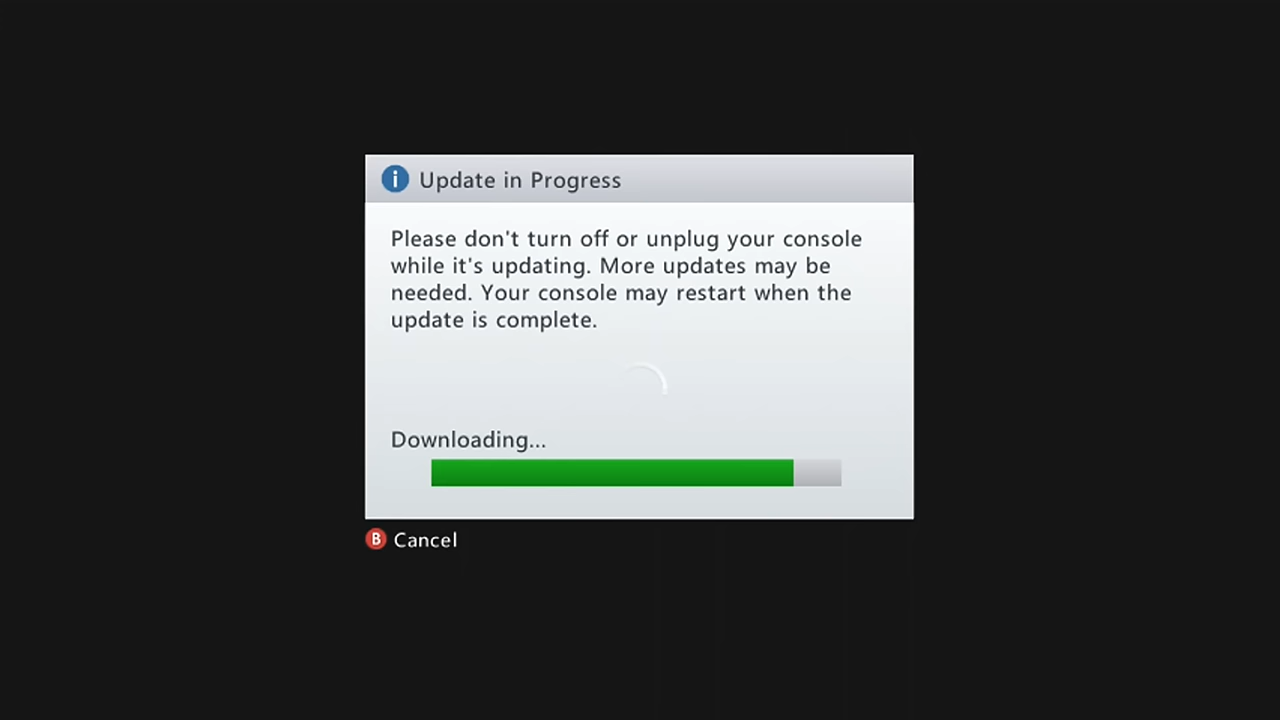 Update in Progress
Please don't turn off or unplug your console
while it's updating. More updates may be
needed. Your console may restart when the
update is complete.
Downloading...
B Cancel